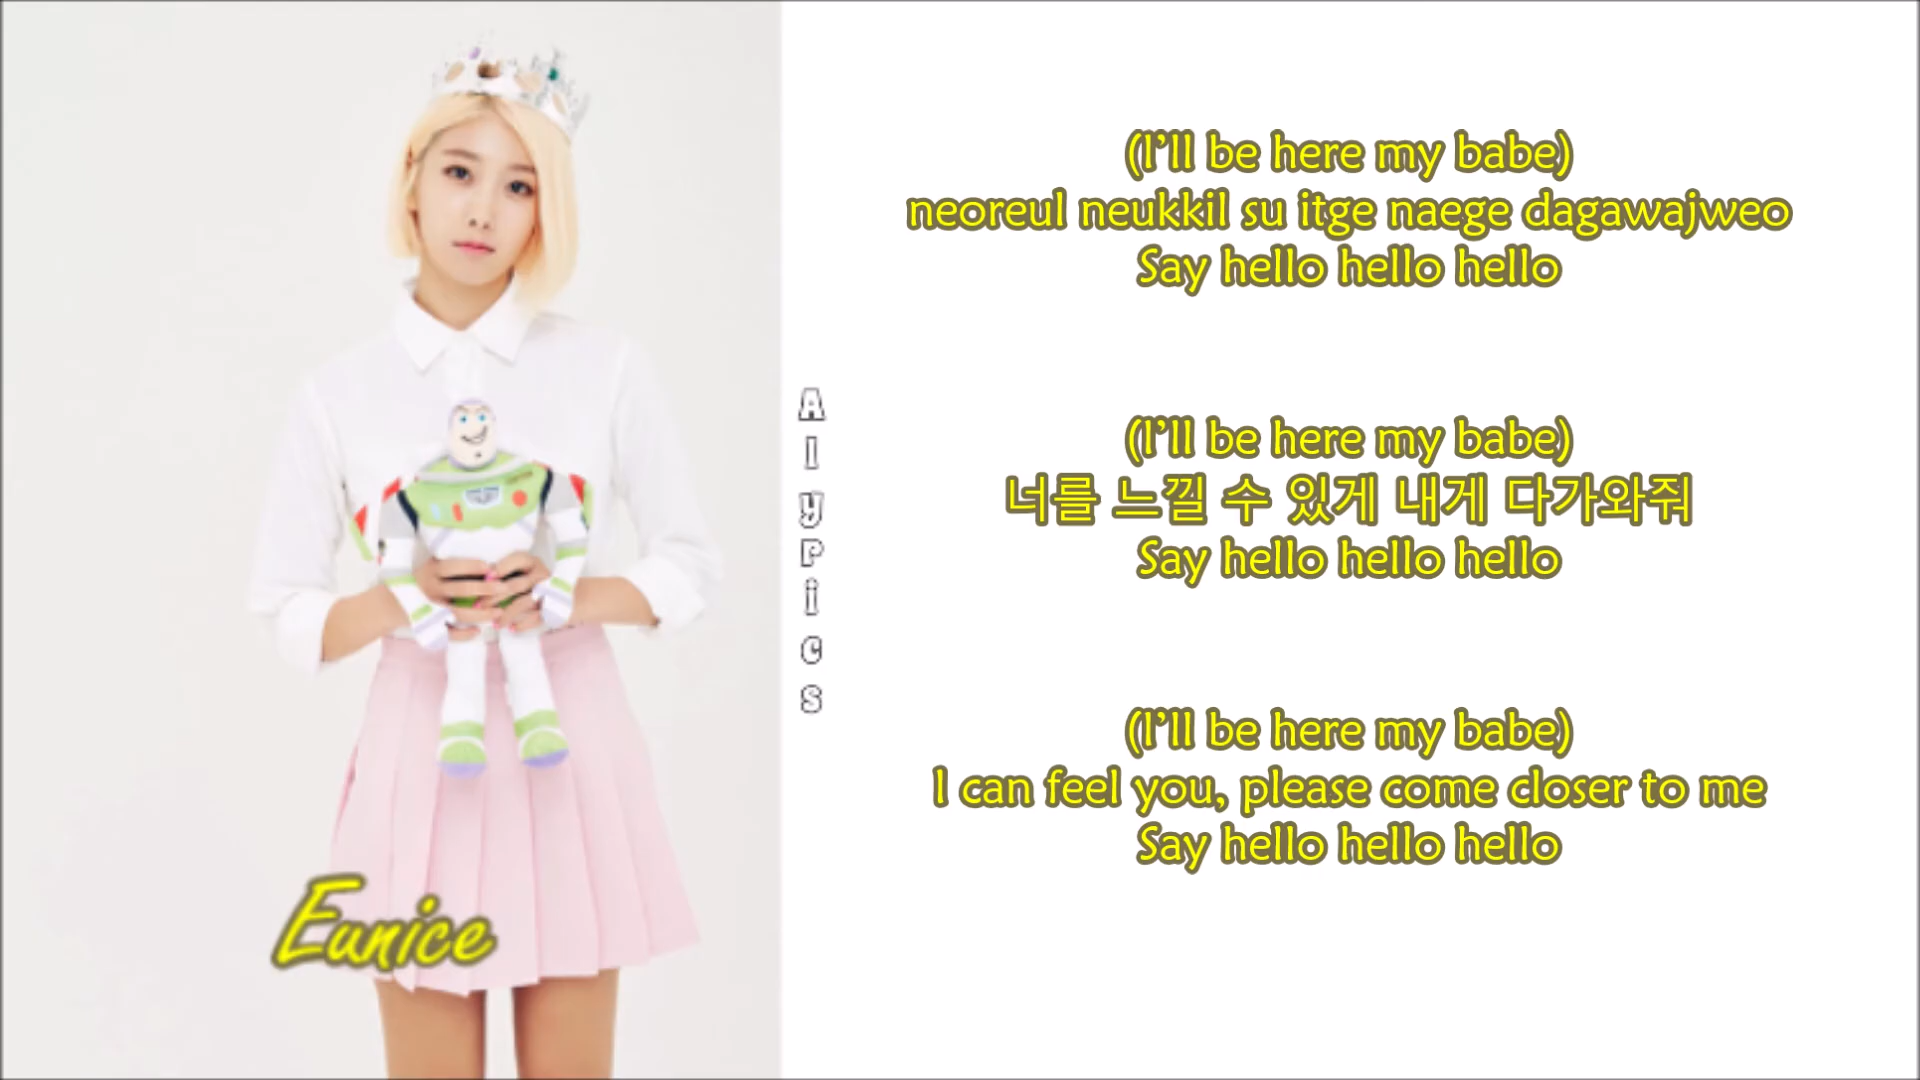 (I'll be here my babe)
neoreul neukkil su itge naege dagawajweo
Say hello hello hello
(I'll be here my babe)
너를 느낄 수 있게 내게 다가와줘
Say hello hello hello
(I'll be here my babe)
I can feel you, please come closer to me
Say hello hello hello
AlyPics
Eunice